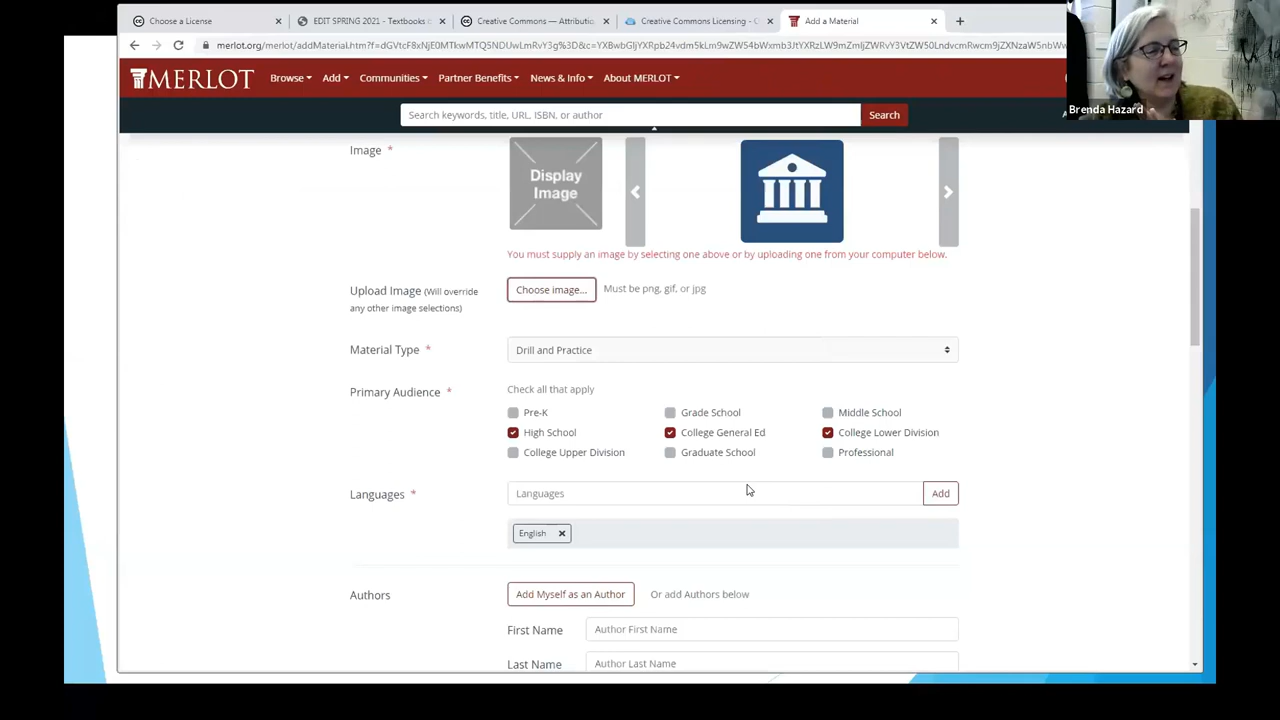 Choose a License
EDIT SPRING 2021 - Textbooks
Creative Commons — Attributi
Creative Commons Licensing -
Add a Material
MERLOT
Browse Add Communities Partner Benefits News & Info About MERLOT
Brenda Hazard
Search keywords, title, URL, ISBN, or author
Search
Image *
Display
Image
You must supply an image by selecting one above or by uploading one from your computer below.
Upload Image (Will override
any other image selections)
Choose image...
Must be png, gif, or jpg
Material Type *
Drill and Practice
Primary Audience *
Check all that apply
Pre-K Grade School Middle School
High School College General Ed College Lower Division
College Upper Division Graduate School Professional
Languages *
Languages
Add
English ×
Authors
Add Myself as an Author
Or add Authors below
First Name
Author First Name
Last Name
Author Last Name